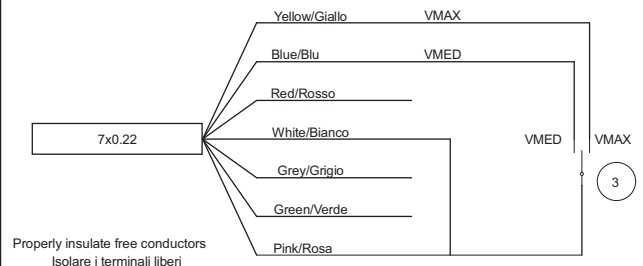 Yellow/Giallo VMAX
Blue/Blu VMED
Red/Rosso
7x0.22
White/Bianco
VMED VMAX
Grey/Grigio
3
Green/Verde
Properly insulate free conductors
Isolare i terminali liberi
Pink/Rosa